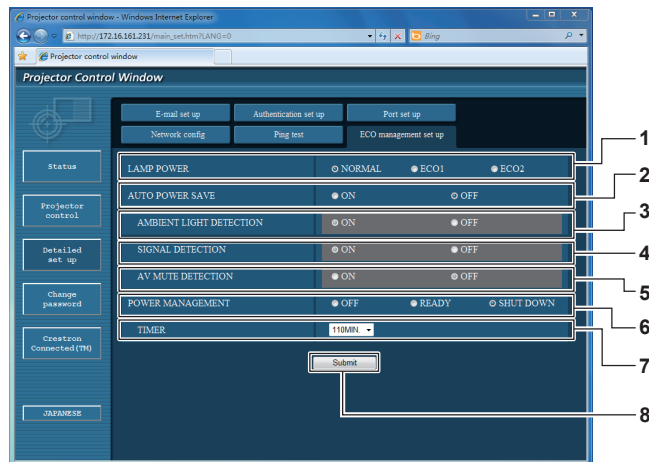 Projector control window - Windows Internet Explorer
http://172.16.161.231/main_set.htm?LANG=0
Bing
Projector control window
Projector Control Window
E-mail set up Authentication set up Port set up
Network config Ping test ECO management set up
Status
Projector control
Detailed set up
Change password
Crestron Connected(TM)
JAPANESE
LAMP POWER NORMAL ECO1 ECO2 1
AUTO POWER SAVE ON OFF 2
AMBIENT LIGHT DETECTION ON OFF 3
SIGNAL DETECTION ON OFF 4
AV MUTE DETECTION ON OFF 5
POWER MANAGEMENT OFF READY SHUT DOWN 6
TIMER 110MIN. 7
Submit 8